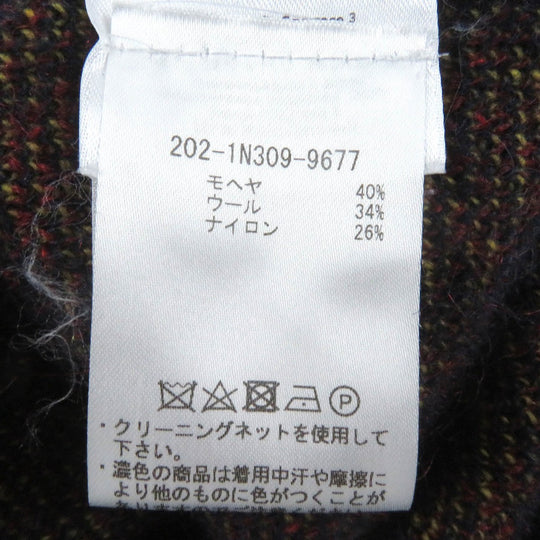 202-1N309-9677
モヘヤ 40%
ウール 34%
ナイロン 26%
P
・クリーニングネットを使用して
下さい。
・濃色の商品は着用中汗や摩擦に
より他のものに色がつくことが